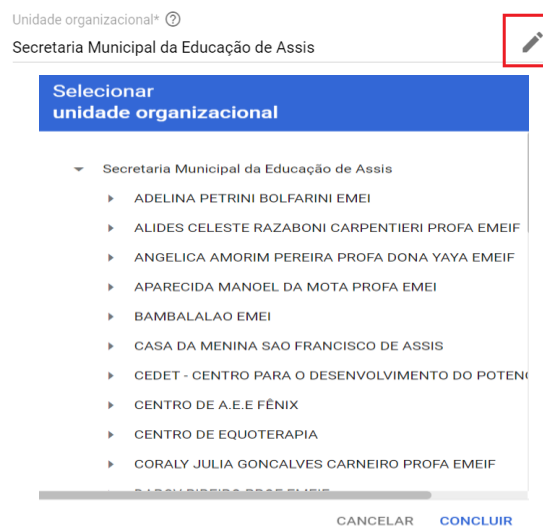 Unidade organizacional*
Secretaria Municipal da Educação de Assis
Selecionar
unidade organizacional
Secretaria Municipal da Educação de Assis
ADELINA PETRINI BOLFARINI EMEI
ALIDES CELESTE RAZABONI CARPENTIERI PROFA EMEIF
ANGELICA AMORIM PEREIRA PROFA DONA YAYA EMEIF
APARECIDA MANOEL DA MOTA PROFA EMEI
BAMBALALAO EMEI
CASA DA MENINA SAO FRANCISCO DE ASSIS
CEDET - CENTRO PARA O DESENVOLVIMENTO DO POTEN
CENTRO DE A.E.E FÊNIX
CENTRO DE EQUOTERAPIA
CORALY JULIA GONCALVES CARNEIRO PROFA EMEIF
CANCELAR CONCLUIR